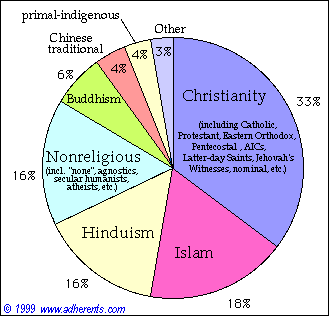 primal-indigenous
Other
Chinese
traditional
3%
4%
4%
6%
Buddhism
Christianity
33%
(including Catholic,
Protestant, Eastern Orthodox,
Pentecostal , AICs,
Latter-day Saints, Jehovah's
Witnesses, nominal, etc.)
Nonreligious
(incl. "none", agnostics,
secular humanists,
atheists, etc.)
16%
Hinduism
16%
Islam
18%
© 1999 www.adherents.com